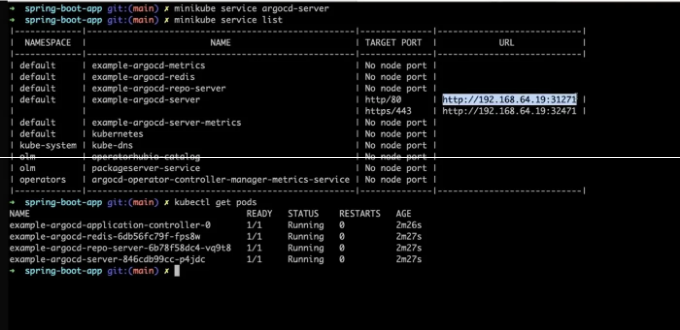 ➜ spring-boot-app git:(main) ✗ minikube service argocd-server
➜ spring-boot-app git:(main) ✗ minikube service list
|-------------|----------------------------------------------------|--------------|-----------------------------|
| NAMESPACE | NAME | TARGET PORT | URL |
|-------------|----------------------------------------------------|--------------|-----------------------------|
| default | example-argocd-metrics | No node port |
| default | example-argocd-redis | No node port |
| default | example-argocd-repo-server | No node port |
| default | example-argocd-server | http/80 | http://192.168.64.19:31271 |
| | | https/443 | http://192.168.64.19:32471 |
| default | example-argocd-server-metrics | No node port |
| default | kubernetes | No node port |
| kube-system | kube-dns | No node port |
| olm | operatorhubio-catalog | No node port |
| olm | packageserver-service | No node port |
| operators | argocd-operator-controller-manager-metrics-service | No node port |
|-------------|----------------------------------------------------|--------------|-----------------------------|
➜ spring-boot-app git:(main) ✗ kubectl get pods
NAME READY STATUS RESTARTS AGE
example-argocd-application-controller-0 1/1 Running 0 2m26s
example-argocd-redis-6db56fc79f-fps8w 1/1 Running 0 2m27s
example-argocd-repo-server-6b78f58dc4-vq9t8 1/1 Running 0 2m27s
example-argocd-server-846cdb99cc-p4jdc 1/1 Running 0 2m27s
➜ spring-boot-app git:(main) ✗